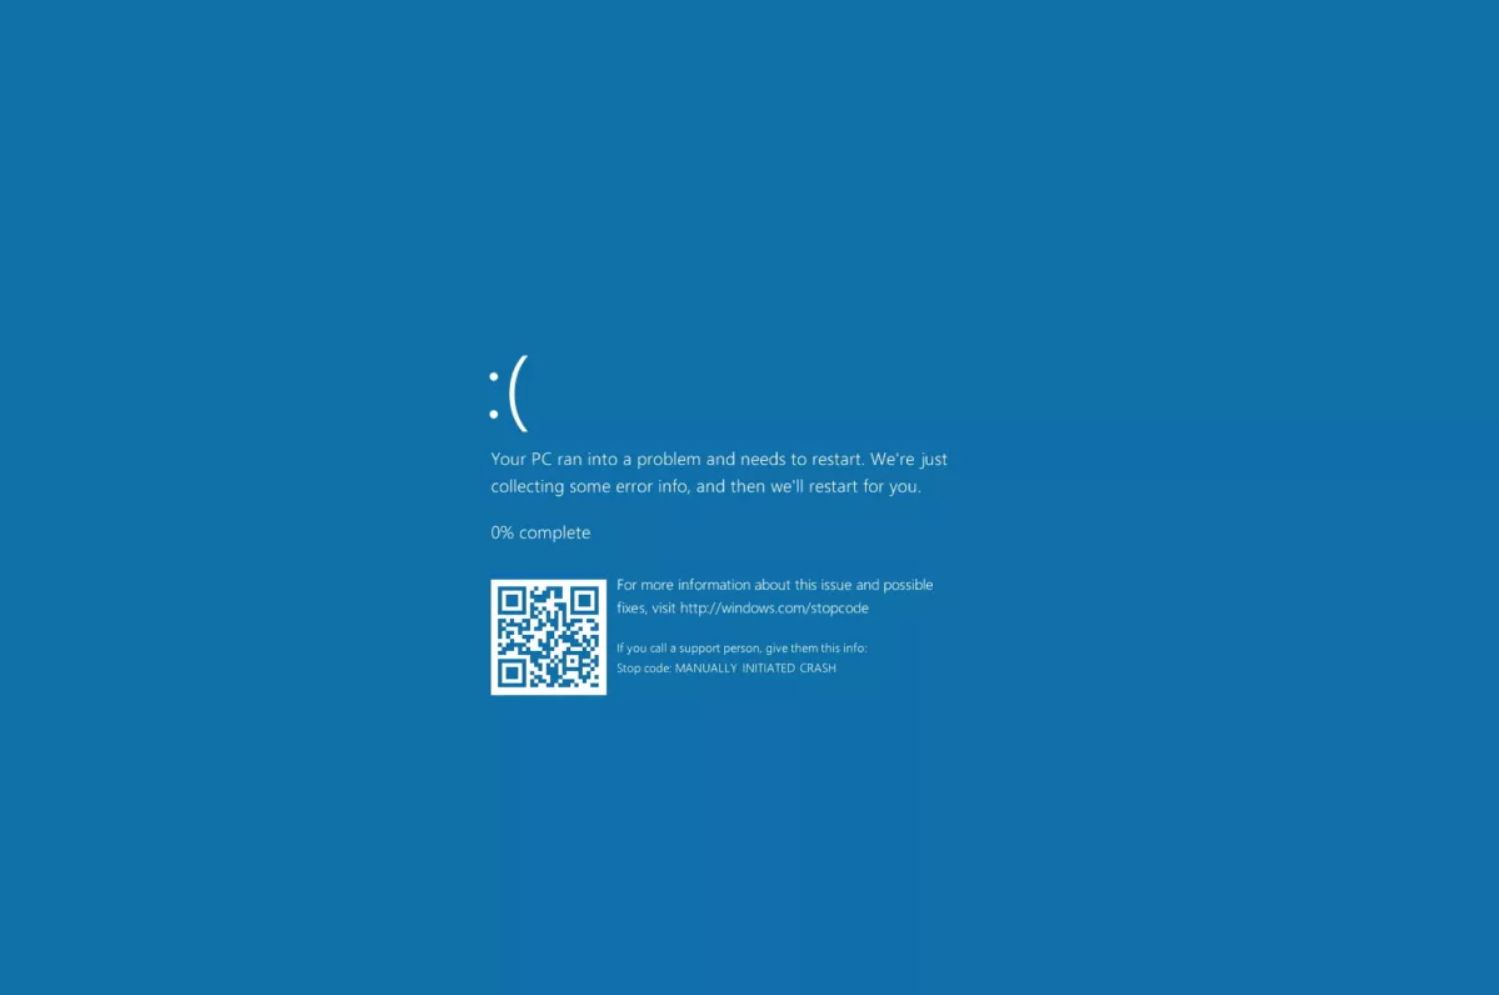 :(
Your PC ran into a problem and needs to restart. We're just
collecting some error info, and then we'll restart for you.
0% complete
For more information about this issue and possible
fixes, visit http://windows.com/stopcode
If you call a support person, give them this info:
Stop code: MANUALLY INITIATED CRASH